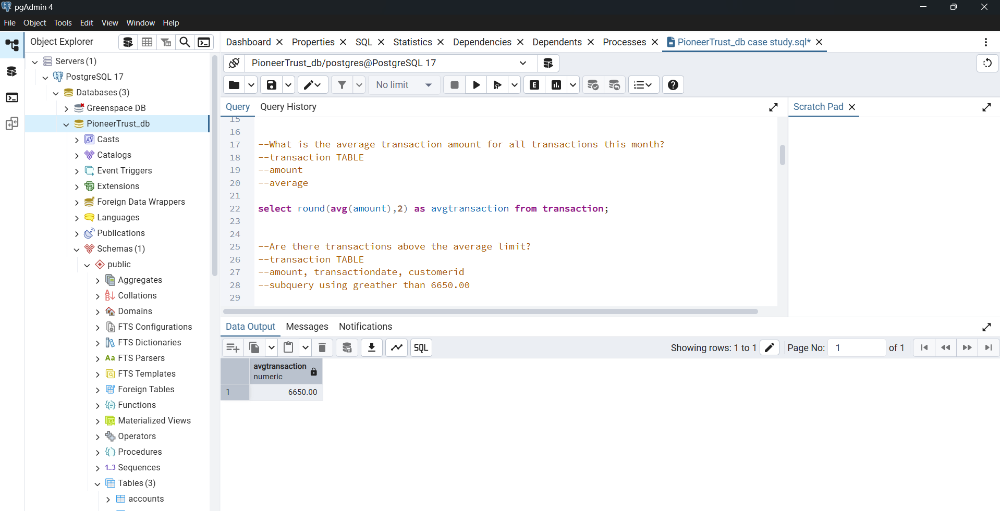 pgAdmin 4
File Object Tools Edit View Window Help
Object Explorer
Dashboard Properties SQL Statistics Dependencies Dependents Processes PioneerTrust_db case study.sql*
Servers (1)
PostgreSQL 17
Databases (3)
Greenspace DB
PioneerTrust_db
Casts
Catalogs
Event Triggers
Extensions
Foreign Data Wrappers
Languages
Publications
Schemas (1)
public
Aggregates
Collations
Domains
FTS Configurations
FTS Dictionaries
Aa FTS Parsers
FTS Templates
Foreign Tables
Functions
Materialized Views
Operators
Procedures
1..3 Sequences
Tables (3)
accounts
PioneerTrust_db/postgres@PostgreSQL 17
No limit
E
Query Query History
Scratch Pad
15
16
17 --What is the average transaction amount for all transactions this month?
18 --transaction TABLE
19 --amount
20 --average
21
22 select round(avg(amount),2) as avgtransaction from transaction;
23
24
25 --Are there transactions above the average limit?
26 --transaction TABLE
27 --amount, transactiondate, customerid
28 --subquery using greather than 6650.00
29
Data Output Messages Notifications
SQL
Showing rows: 1 to 1 Page No: 1 of 1
avgtransaction
numeric
1 6650.00